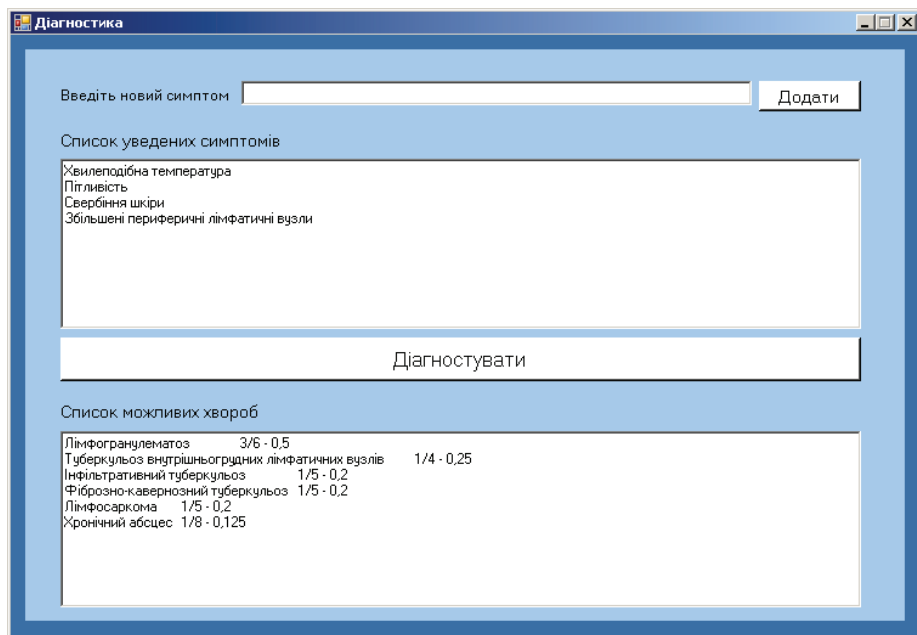 Діагностика
Введіть новий симптом
Додати
Список уведених симптомів
Хвилеподібна температура
Пітливість
Свербіння шкіри
Збільшені периферичні лімфатичні вузли
Діагностувати
Список можливих хвороб
Лімфогранулематоз 3/6 - 0,5
Туберкульоз внутрішньогрудних лімфатичних вузлів 1/4 - 0,25
Інфільтративний туберкульоз 1/5 - 0,2
Фіброзно-кавернозний туберкульоз 1/5 - 0,2
Лімфосаркома 1/5 - 0,2
Хронічний абсцес 1/8 - 0,125